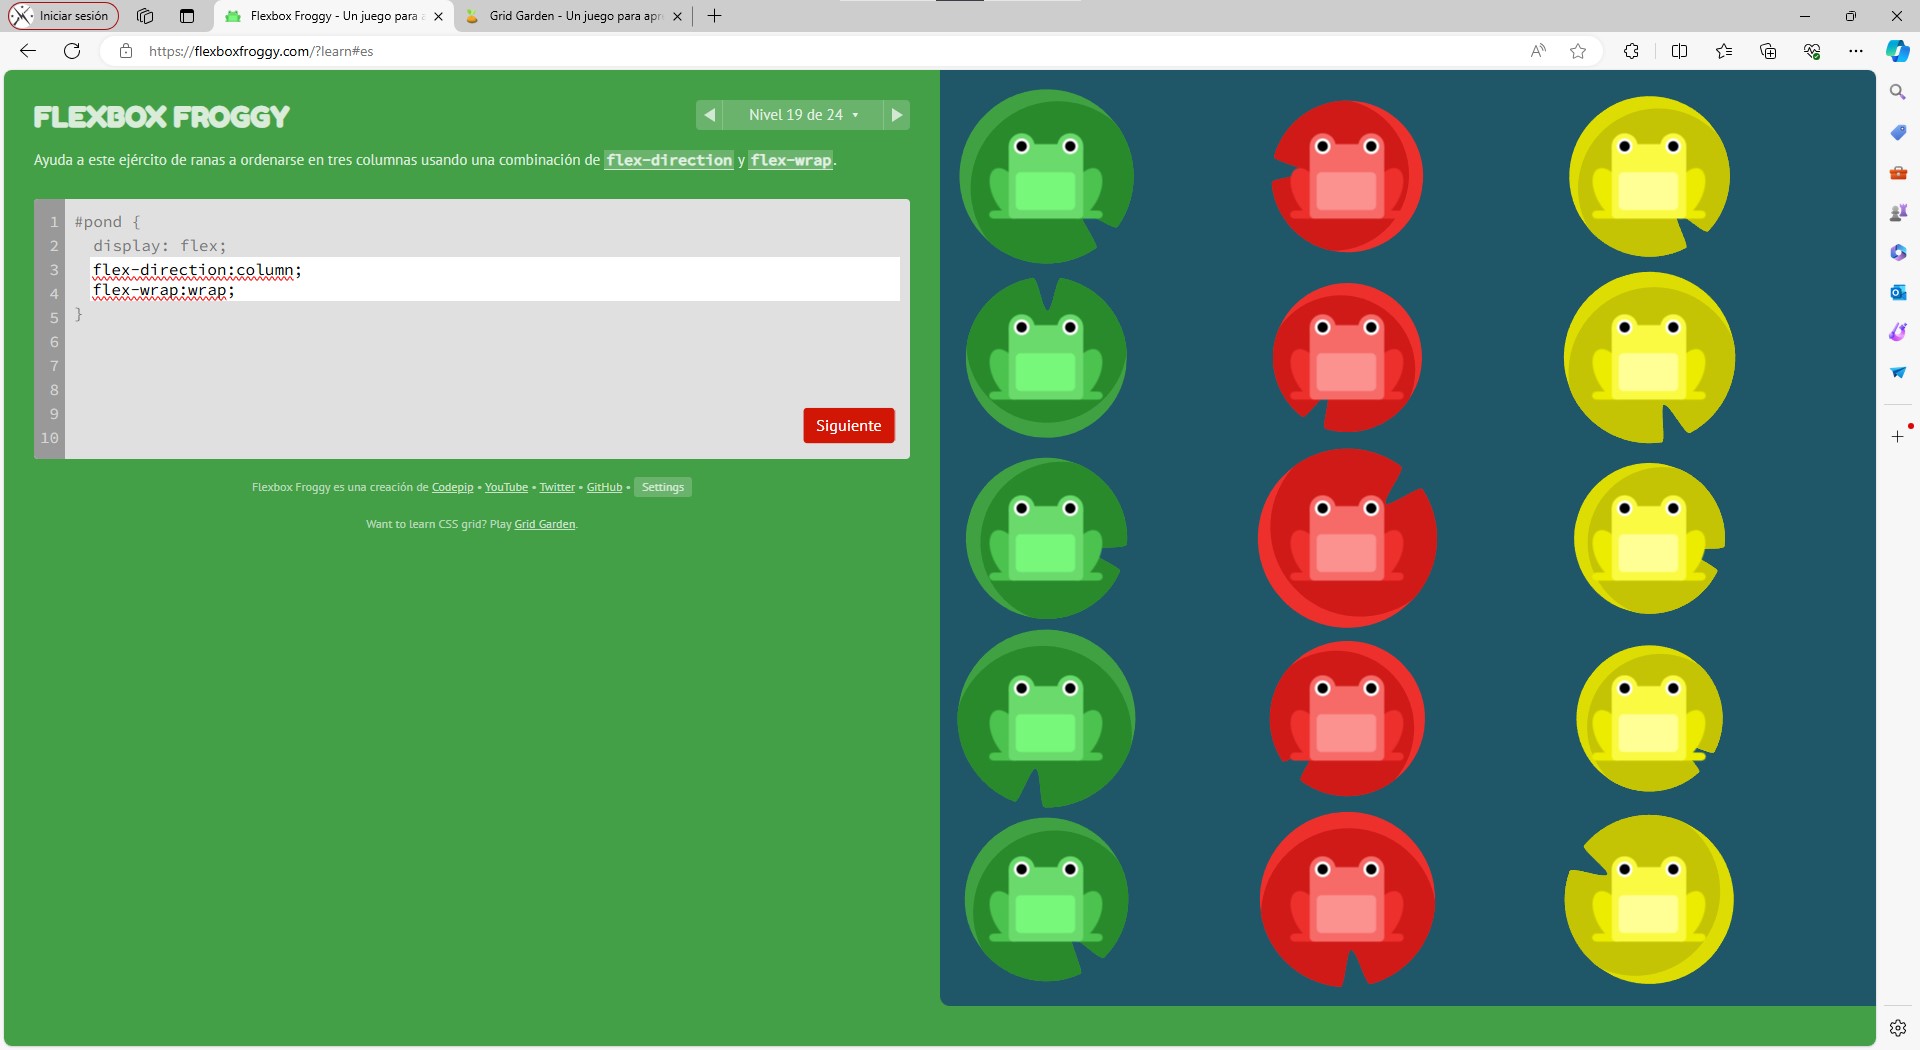 Iniciar sesión
Flexbox Froggy - Un juego para a
Grid Garden - Un juego para apr
https://flexboxfroggy.com/?learn#es
FLEXBOX FROGGY
Nivel 19 de 24
Ayuda a este ejército de ranas a ordenarse en tres columnas usando una combinación de flex-direction y flex-wrap.
1 #pond {
2 display: flex;
3 flex-direction:column;
4 flex-wrap:wrap;
5 }
6
7
8
9
10
Siguiente
Flexbox Froggy es una creación de Codepip • YouTube • Twitter • GitHub • Settings
Want to learn CSS grid? Play Grid Garden.